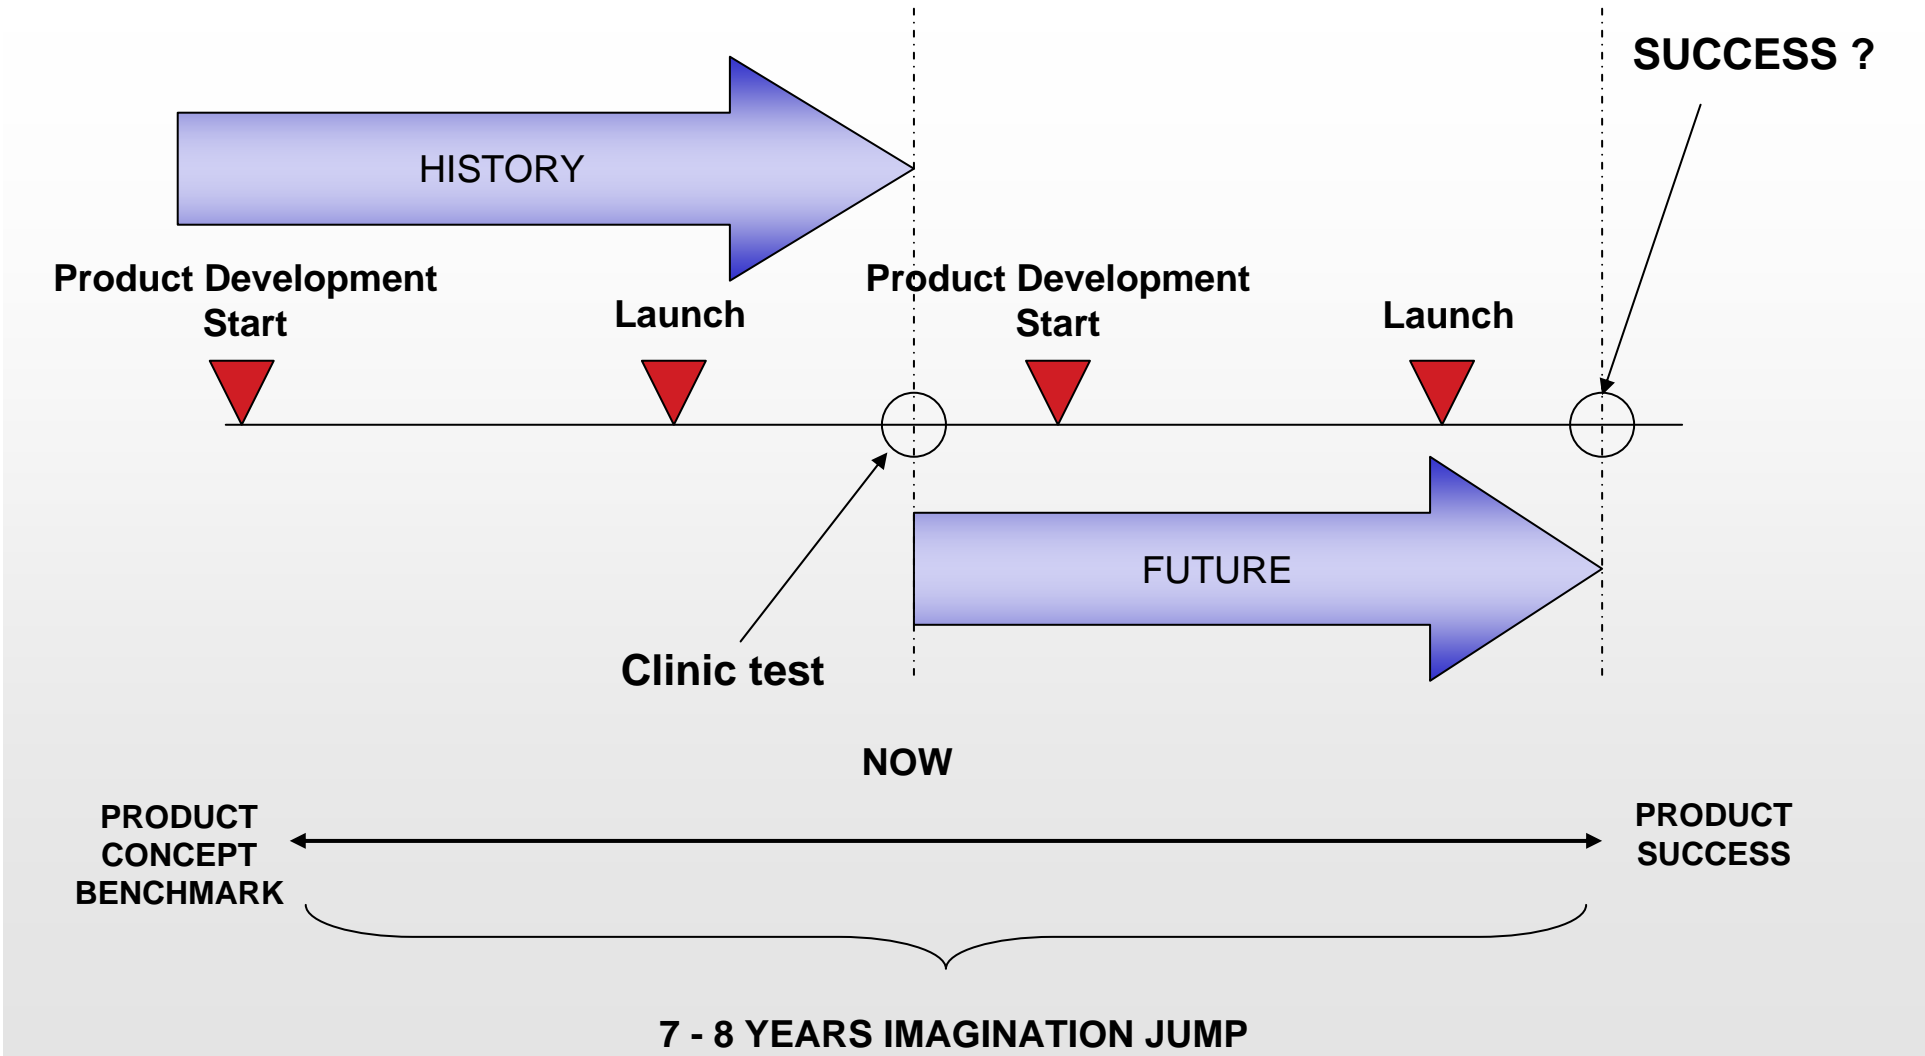 SUCCESS ?
HISTORY
Product Development
Start
Launch
Product Development
Start
Launch
FUTURE
Clinic test
NOW
PRODUCT
CONCEPT
BENCHMARK
PRODUCT
SUCCESS
7 - 8 YEARS IMAGINATION JUMP